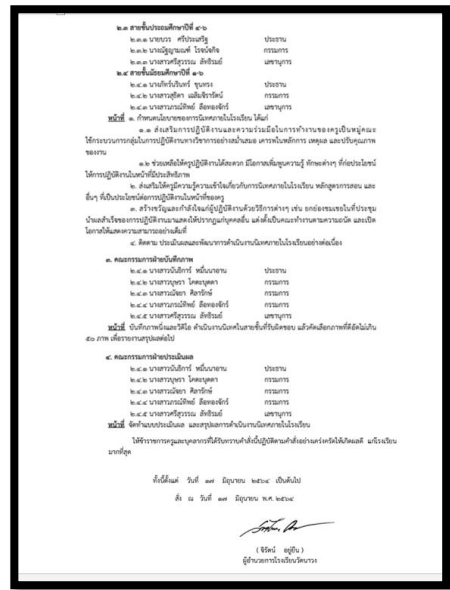 ๒.๓ สายชั้นประถมศึกษาปีที่ ๔-๖
๒.๓.๑ นายบวร ศรีประเสริฐ ประธาน
๒.๓.๒ นางณัฐญาณณท์ โรจน์อภิจ กรรมการ
๒.๓.๓ นางสาวศรีสุวรรณ สัทธิรมย์ เลขานุการ
๒.๔ สายชั้นมัธยมศึกษาปีที่ ๑-๖
๒.๔.๑ นางภัทร์บรินทร์ ขุนทรง ประธาน
๒.๔.๒ นางสาวสุธิดา เฉลิมจิรารัตน์ กรรมการ
๒.๔.๓ นางสาวภรณ์ทิพย์ ลือทองจักร์ เลขานุการ
หน้าที่ ๑. กำหนดนโยบายของการนิเทศภายในโรงเรียน ได้แก่
๑.๑ ส่งเสริมการปฏิบัติงานและความร่วมมือในการทำงานของครูเป็นหมู่คณะ
ใช้กระบวนการกลุ่มในการปฏิบัติงานทางวิชาการอย่างสม่ำเสมอ เคารพในหลักการ เหตุผล และปรับคุณภาพ
ของงาน
๑.๒ ช่วยเหลือให้ครูปฏิบัติงานได้สะดวก มีโอกาสเพิ่มพูนความรู้ ทักษะต่างๆ ที่ก่อประโยชน์
ให้การปฏิบัติงานในหน้าที่มีประสิทธิภาพ
๒. ส่งเสริมให้ครูมีความรู้ความเข้าใจเกี่ยวกับการนิเทศภายในโรงเรียน หลักสูตรการสอน และ
อื่นๆ ที่เป็นประโยชน์ต่อการปฏิบัติงานในหน้าที่ของครู
๓. สร้างขวัญและกำลังใจแก่ผู้ปฏิบัติงานด้วยวิธีการต่างๆ เช่น ยกย่องชมเชยในที่ประชุม
นำผลสำเร็จของการปฏิบัติงานมาแสดงให้ปรากฏแก่บุคคลอื่น แต่งตั้งเป็นคณะทำงานตามความถนัด และเปิด
โอกาสให้แสดงความสามารถอย่างเต็มที่
๔. ติดตาม ประเมินผลและพัฒนาการดำเนินงานนิเทศภายในโรงเรียนอย่างต่อเนื่อง
๓. คณะกรรมการฝ่ายบันทึกภาพ
๒.๔.๑ นางสาวนันธิการ์ หมื่นนาอาน ประธาน
๒.๔.๒ นางสาวบุษรา โคตะบุตดา กรรมการ
๒.๔.๓ นางสาวณัจยา ศิลารักษ์ กรรมการ
๒.๔.๔ นางสาวภรณ์ทิพย์ ลือทองจักร์ กรรมการ
๒.๔.๕ นางสาวศรีสุวรรณ สัทธิรมย์ เลขานุการ
หน้าที่ บันทึกภาพนิ่งและวิดีโอ ดำเนินงานนิเทศในสายชั้นที่รับผิดชอบ แล้วคัดเลือกภาพที่ดีชัดไม่เกิน
๕๐ ภาพ เพื่อรายงานสรุปผลต่อไป
๔. คณะกรรมการฝ่ายประเมินผล
๒.๔.๑ นางสาวนันธิการ์ หมื่นนาอาน ประธาน
๒.๔.๒ นางสาวบุษรา โคตะบุตดา กรรมการ
๒.๔.๓ นางสาวณัจยา ศิลารักษ์ กรรมการ
๒.๔.๔ นางสาวภรณ์ทิพย์ ลือทองจักร์ กรรมการ
๒.๔.๕ นางสาวศรีสุวรรณ สัทธิรมย์ เลขานุการ
หน้าที่ จัดทำแบบประเมินผล และสรุปผลการดำเนินงานนิเทศภายในโรงเรียน
ให้ข้าราชการครูและบุคลากรที่ได้รับทราบคำสั่งนี้ปฏิบัติตามคำสั่งอย่างเคร่งครัดให้เกิดผลดี แก่โรงเรียน
มากที่สุด
ทั้งนี้ตั้งแต่ วันที่ ๑๗ มิถุนายน ๒๕๖๔ เป็นต้นไป
สั่ง ณ วันที่ ๑๗ มิถุนายน พ.ศ. ๒๕๖๔
( จิรัตน์ อยู่ยืน )
ผู้อำนวยการโรงเรียนวัดนาวง